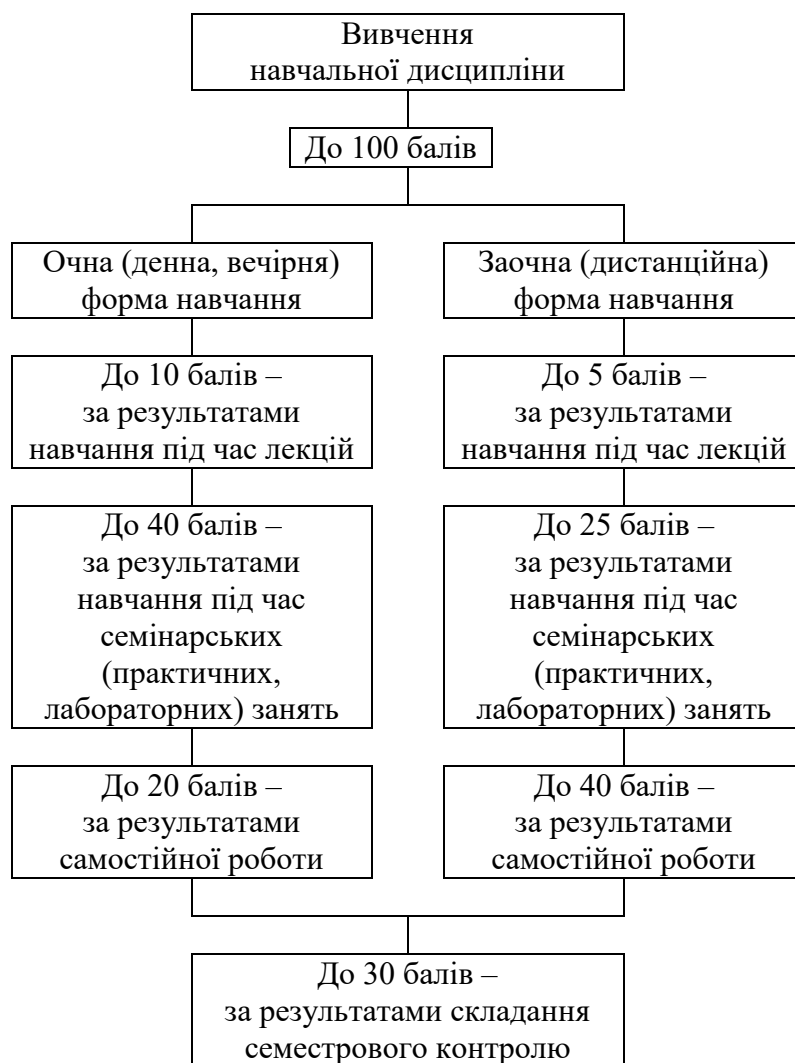 Вивчення
навчальної дисципліни
До 100 балів
Очна (денна, вечірня)
форма навчання
До 10 балів –
за результатами
навчання під час лекцій
До 40 балів –
за результатами
навчання під час
семінарських
(практичних,
лабораторних) занять
До 20 балів –
за результатами
самостійної роботи
Заочна (дистанційна)
форма навчання
До 5 балів –
за результатами
навчання під час лекцій
До 25 балів –
за результатами
навчання під час
семінарських
(практичних,
лабораторних) занять
До 40 балів –
за результатами
самостійної роботи
До 30 балів –
за результатами складання
семестрового контролю